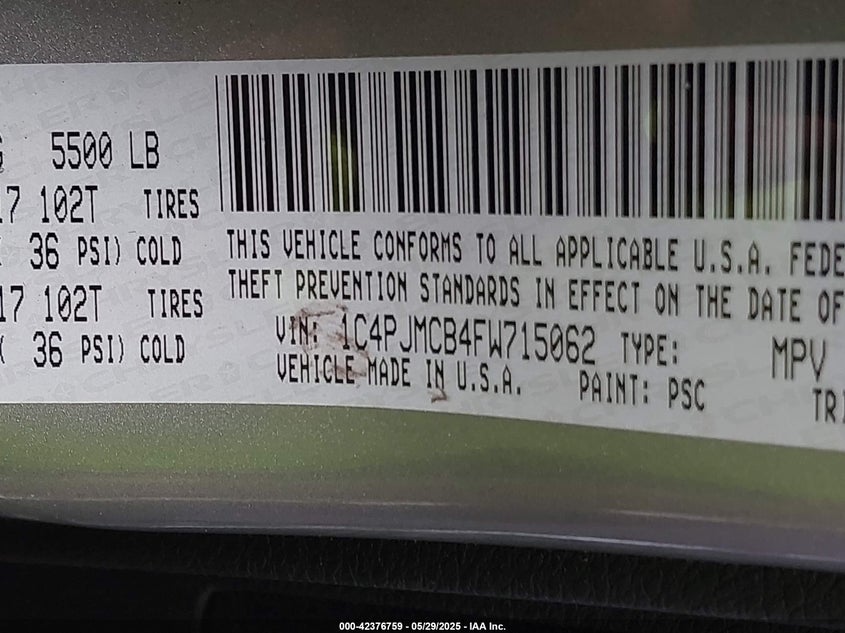 5500 LB
17 102T TIRES
36 PSI) COLD
17 102T TIRES
36 PSI) COLD
THIS VEHICLE CONFORMS TO ALL APPLICABLE U.S.A. FEDE
THEFT PREVENTION STANDARDS IN EFFECT ON THE DATE OF
VIN: 1C4PJMCB4FW715062 TYPE: MPV
VEHICLE MADE IN U.S.A. PAINT: PSC
TRI
000-42376759 - 05/29/2025 - IAA Inc.